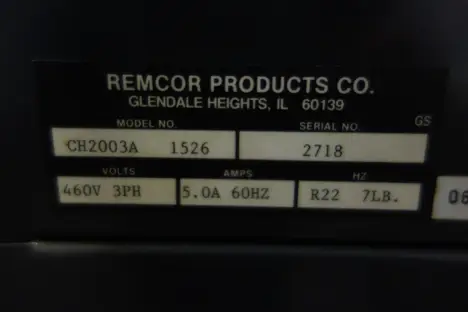 REMCOR PRODUCTS CO.
GLENDALE HEIGHTS, IL 60139
MODEL NO. SERIAL NO. GS
CH2003A 1526 2718
VOLTS AMPS HZ
460V 3PH 5.0A 60HZ R22 7LB. 06